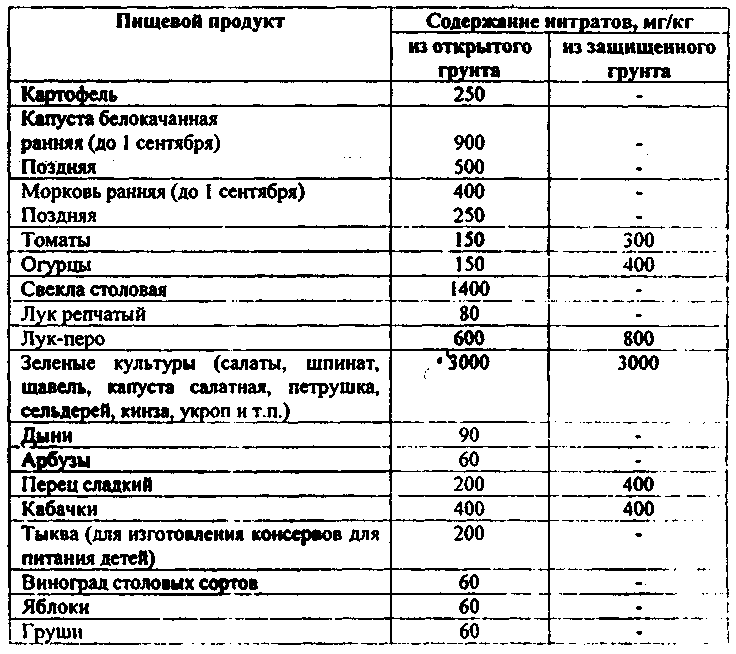 Пищевой продукт
Содержание нитратов, мг/кг
из открытого грунта
из защищенного грунта
Картофель 250 -
Капуста белокачанная
ранняя (до 1 сентября) 900 -
Поздняя 500 -
Морковь ранняя (до 1 сентября) 400 -
Поздняя 250 -
Томаты 150 300
Огурцы 150 400
Свекла столовая 1400 -
Лук репчатый 80 -
Лук-перо 600 800
Зеленые культуры (салаты, шпинат, 3000 3000
щавель, капуста салатная, петрушка,
сельдерей, кинза, укроп и т.п.)
Дыни 90 -
Арбузы 60 -
Перец сладкий 200 400
Кабачки 400 400
Тыква (для изготовления консервов для 200 -
питания детей)
Виноград столовых сортов 60 -
Яблоки 60 -
Груши 60 -